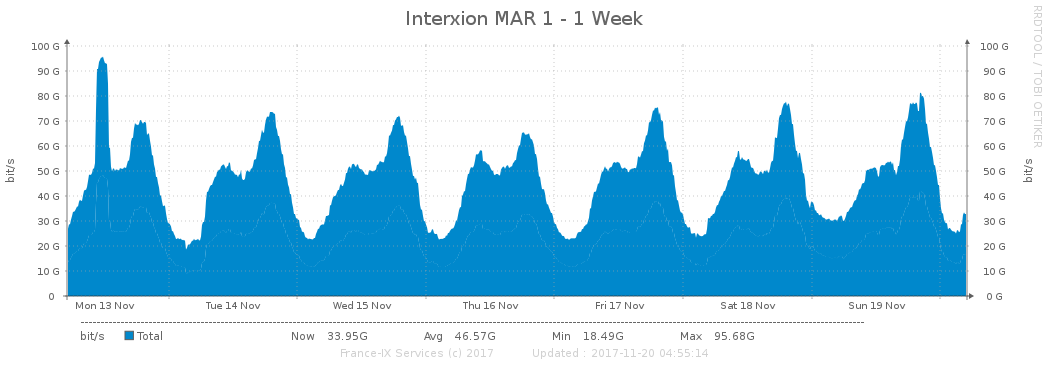 Interxion MAR 1 - 1 Week
RRDTOOL / TOBI OETIKER
bit/s
100 G 100 G
90 G 90 G
80 G 80 G
70 G 70 G
60 G 60 G
50 G 50 G
40 G 40 G
30 G 30 G
20 G 20 G
10 G 10 G
0 0 G
bit/s
Mon 13 Nov Tue 14 Nov Wed 15 Nov Thu 16 Nov Fri 17 Nov Sat 18 Nov Sun 19 Nov
bit/s Total Now 33.95G Avg 46.57G Min 18.49G Max 95.68G
France-IX Services (c) 2017 Updated : 2017-11-20 04:55:14